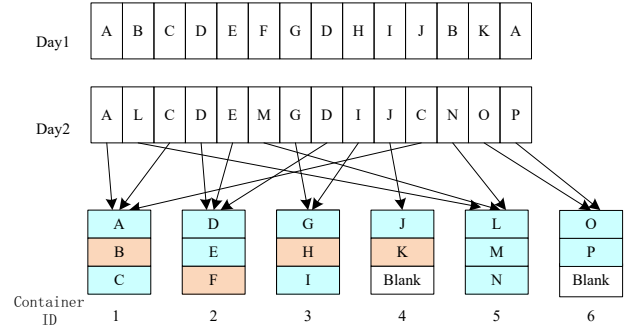 Day1 A B C D E F G D H I J B K A
Day2 A L C D E M G D I J C N O P
A D G J L O
B E H K M P
C F I Blank N Blank
Container ID 1 2 3 4 5 6